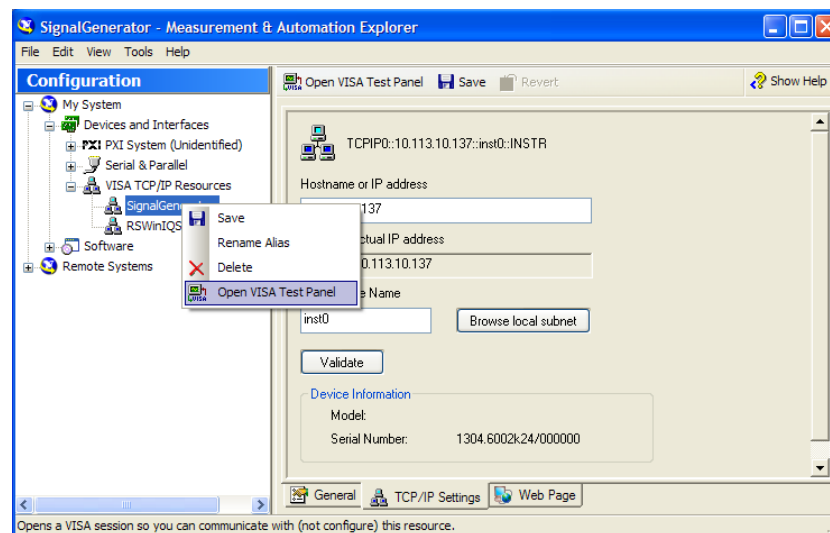 SignalGenerator - Measurement & Automation Explorer
File Edit View Tools Help
Configuration
Open VISA Test Panel Save Revert Show Help
My System
Devices and Interfaces
PXI PXI System (Unidentified)
Serial & Parallel
VISA TCP/IP Resources
RSWinIQS
Software
Remote Systems
Save
Rename Alias
Delete
VISA Open VISA Test Panel
TCPIP0::10.113.10.137::inst0::INSTR
Hostname or IP address
137
IP address
0.113.10.137
Name
inst0 Browse local subnet
Validate
Device Information
Model:
Serial Number: 1304.6002k24/000000
General TCP/IP Settings Web Page
Opens a VISA session so you can communicate with (not configure) this resource.